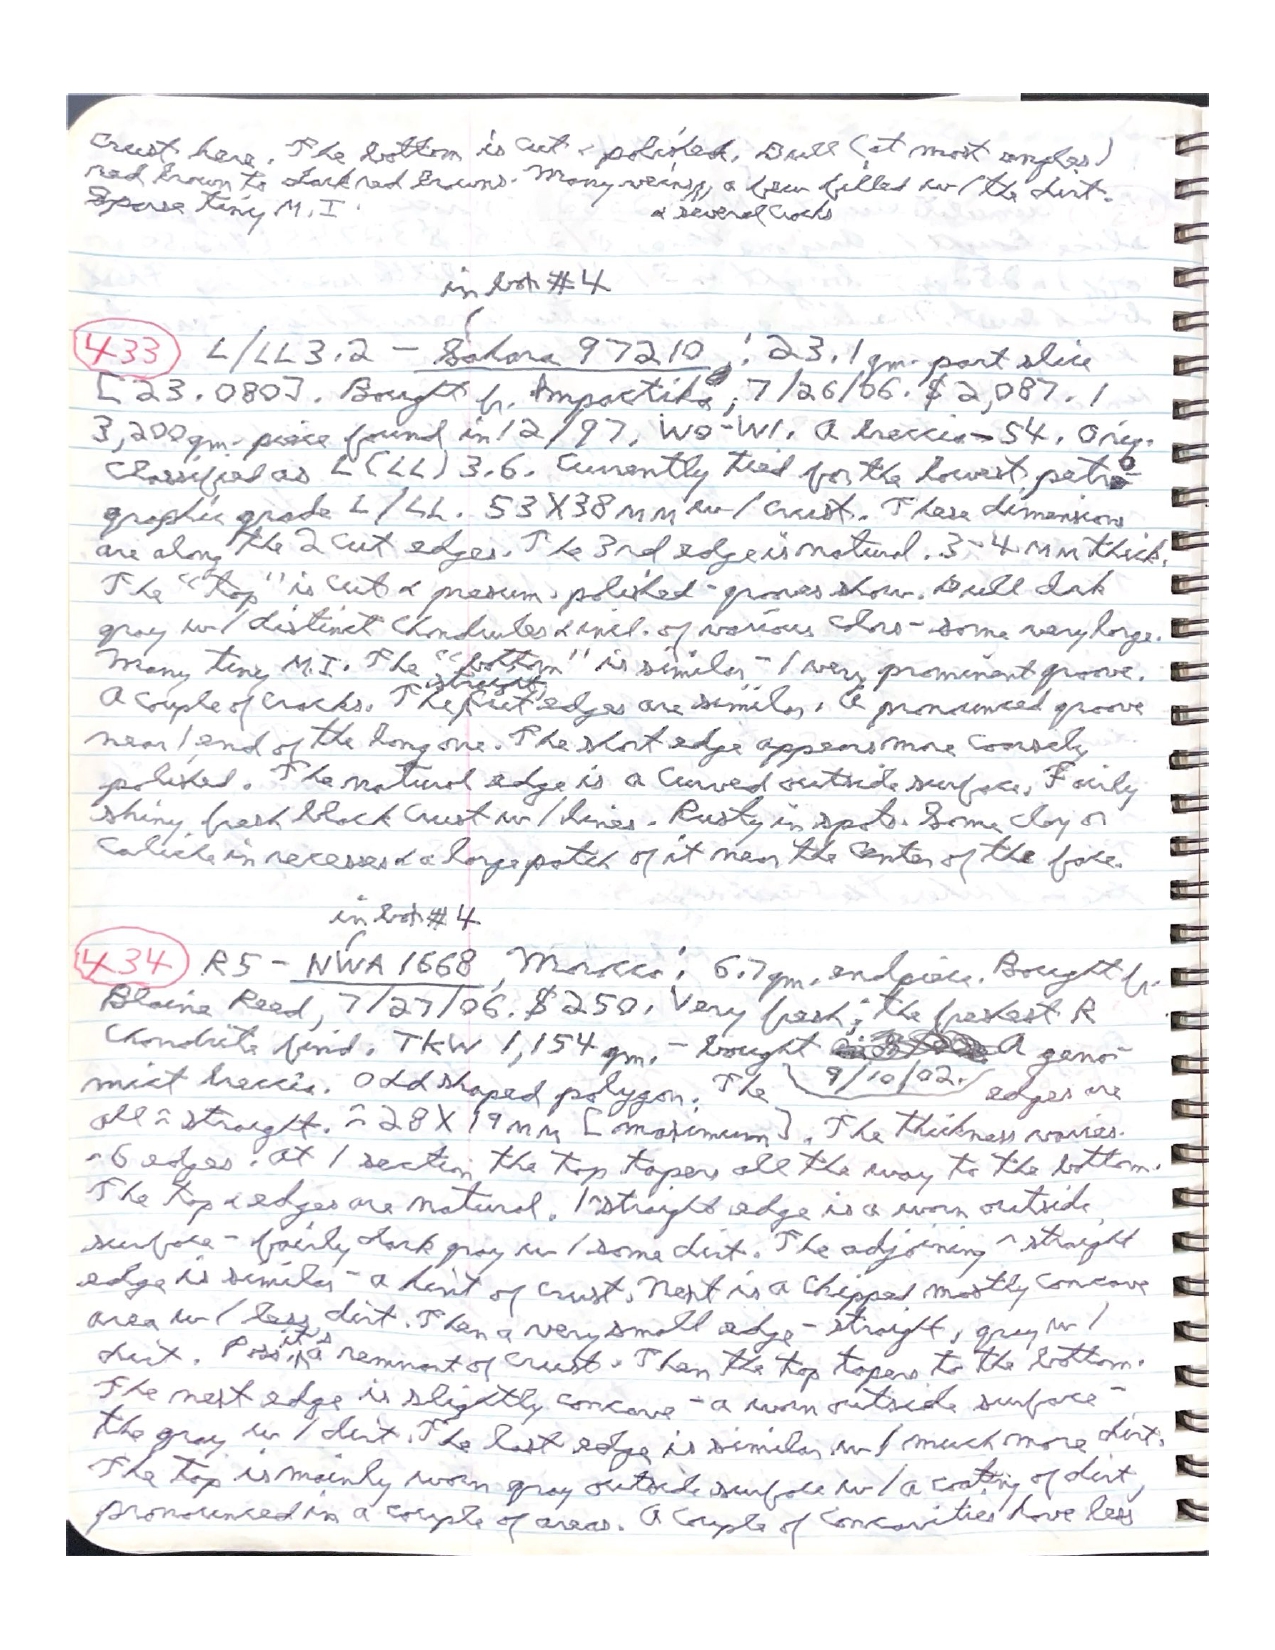 crust here. The bottom is cut & polished. Dull (at most angles)
red brown to dark red browns. Many veins, a few filled w/ the dirt.
& several cracks
Sparse tiny M.I.
in bot. #4
433 L/LL3.2 - Sahara 97210,: 23.1 gm. part slice
[23.080]. Bought fr. Impactika, 7/26/06. $2,087. 1
3,200 gm. piece found in 12/97. W0-W1. A breccia - S4. Orig.
classified as L(LL)3.6. Currently tied for the lowest petro-
graphic grade L/LL. 53X38 mm w/ crust. These dimensions
are along the 2 cut edges. The 3rd edge is natural. 3-4 mm thick.
The "top" is cut & presum. polished - grooves show. Dull dark
gray w/ distinct chondrules & incl. of various colors - some very large.
Many tiny M.I. The "bottom" is similar - 1 very prominent groove.
A couple of cracks. The straight cut edges are similar. A pronounced groove
near 1 end of the long one. The short edge appears more coarsely
polished. The natural edge is a curved outside surface. Fairly
shiny, fresh black crust w/ lines. Rusty in spots. Some clay or
caliche in recesses & a large patch of it near the center of the face.
in bot. #4
434 R5 - NWA 1668, Morocco: 6.7 gm. endpiece. Bought fr.
Blaine Reed, 7/27/06. $250. Very fresh; the freshest R
chondrite find. TKW 1,154 gm. - bought 9/10/02. A geno-
mict breccia. Odd shaped polygon. The edges are
all ~ straight. ~ 28X19 mm [maximum]. The thickness varies.
~6 edges. At 1 section the top tapers all the way to the bottom.
The top & edges are natural. 1 ~straight edge is a worn outside
surface - fairly dark gray w/ some dirt. The adjoining ~ straight
edge is similar - a hint of crust. Next is a chipped mostly concave
area w/ less dirt. Then a very small edge - straight, gray w/
dirt. Poss. it's a remnant of crust. Then the top tapers to the bottom.
The next edge is slightly concave - a worn outside surface -
the gray w/ dirt. The last edge is similar w/ much more dirt.
The top is mainly worn gray outside surface w/ a coating of dirt,
pronounced in a couple of areas. A couple of concavities have less